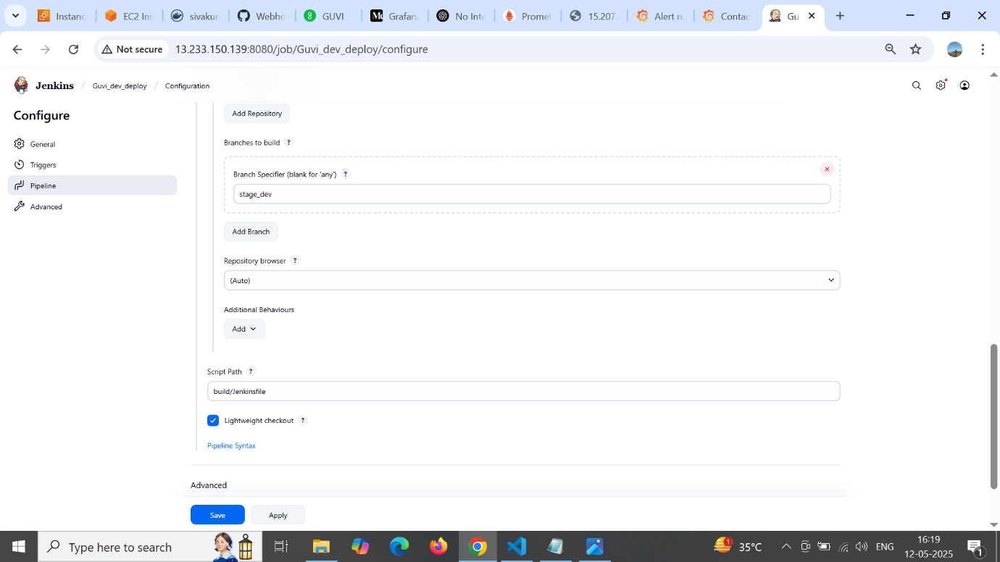 Instanc
EC2 Ins
sivakun
Webho
GUVI
Grafana
No Inte
Promet
15.207.
Alert ru
Contac
Gu
Not secure
13.233.150.139:8080/job/Guvi_dev_deploy/configure
Jenkins / Guvi_dev_deploy / Configuration
Configure
General
Triggers
Pipeline
Advanced
Add Repository
Branches to build ?
Branch Specifier (blank for 'any') ?
stage_dev
Add Branch
Repository browser ?
(Auto)
Additional Behaviours
Add
Script Path ?
build/Jenkinsfile
Lightweight checkout ?
Pipeline Syntax
Advanced
Save
Apply
Type here to search
1
35°C
ENG
16:19
12-05-2025
1